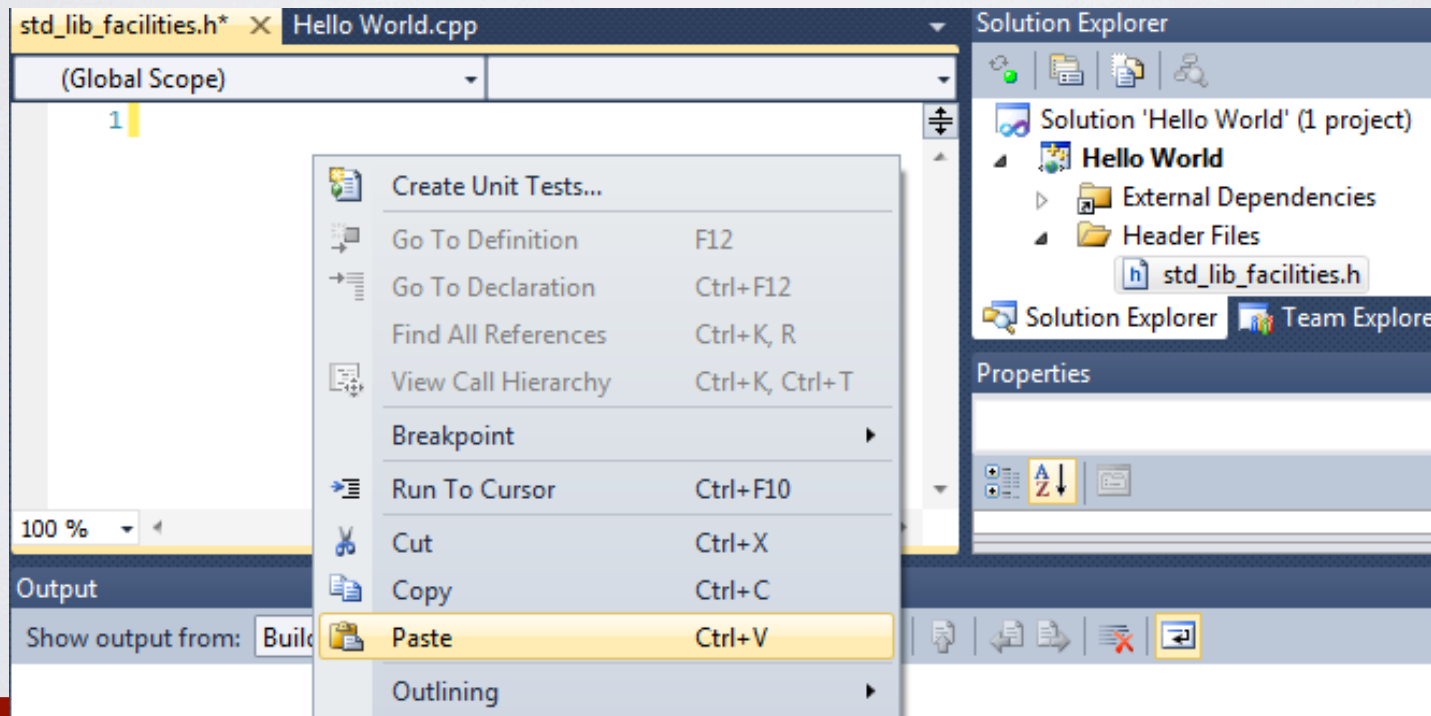 std_lib_facilities.h* Hello World.cpp
(Global Scope)
1
Create Unit Tests...
Go To Definition F12
Go To Declaration Ctrl+F12
Find All References Ctrl+K, R
View Call Hierarchy Ctrl+K, Ctrl+T
Breakpoint
Run To Cursor Ctrl+F10
Cut Ctrl+X
Copy Ctrl+C
Paste Ctrl+V
Outlining
100 %
Output
Show output from: Build
Solution Explorer
Solution 'Hello World' (1 project)
Hello World
External Dependencies
Header Files
h std_lib_facilities.h
Solution Explorer Team Explore
Properties
A
Z